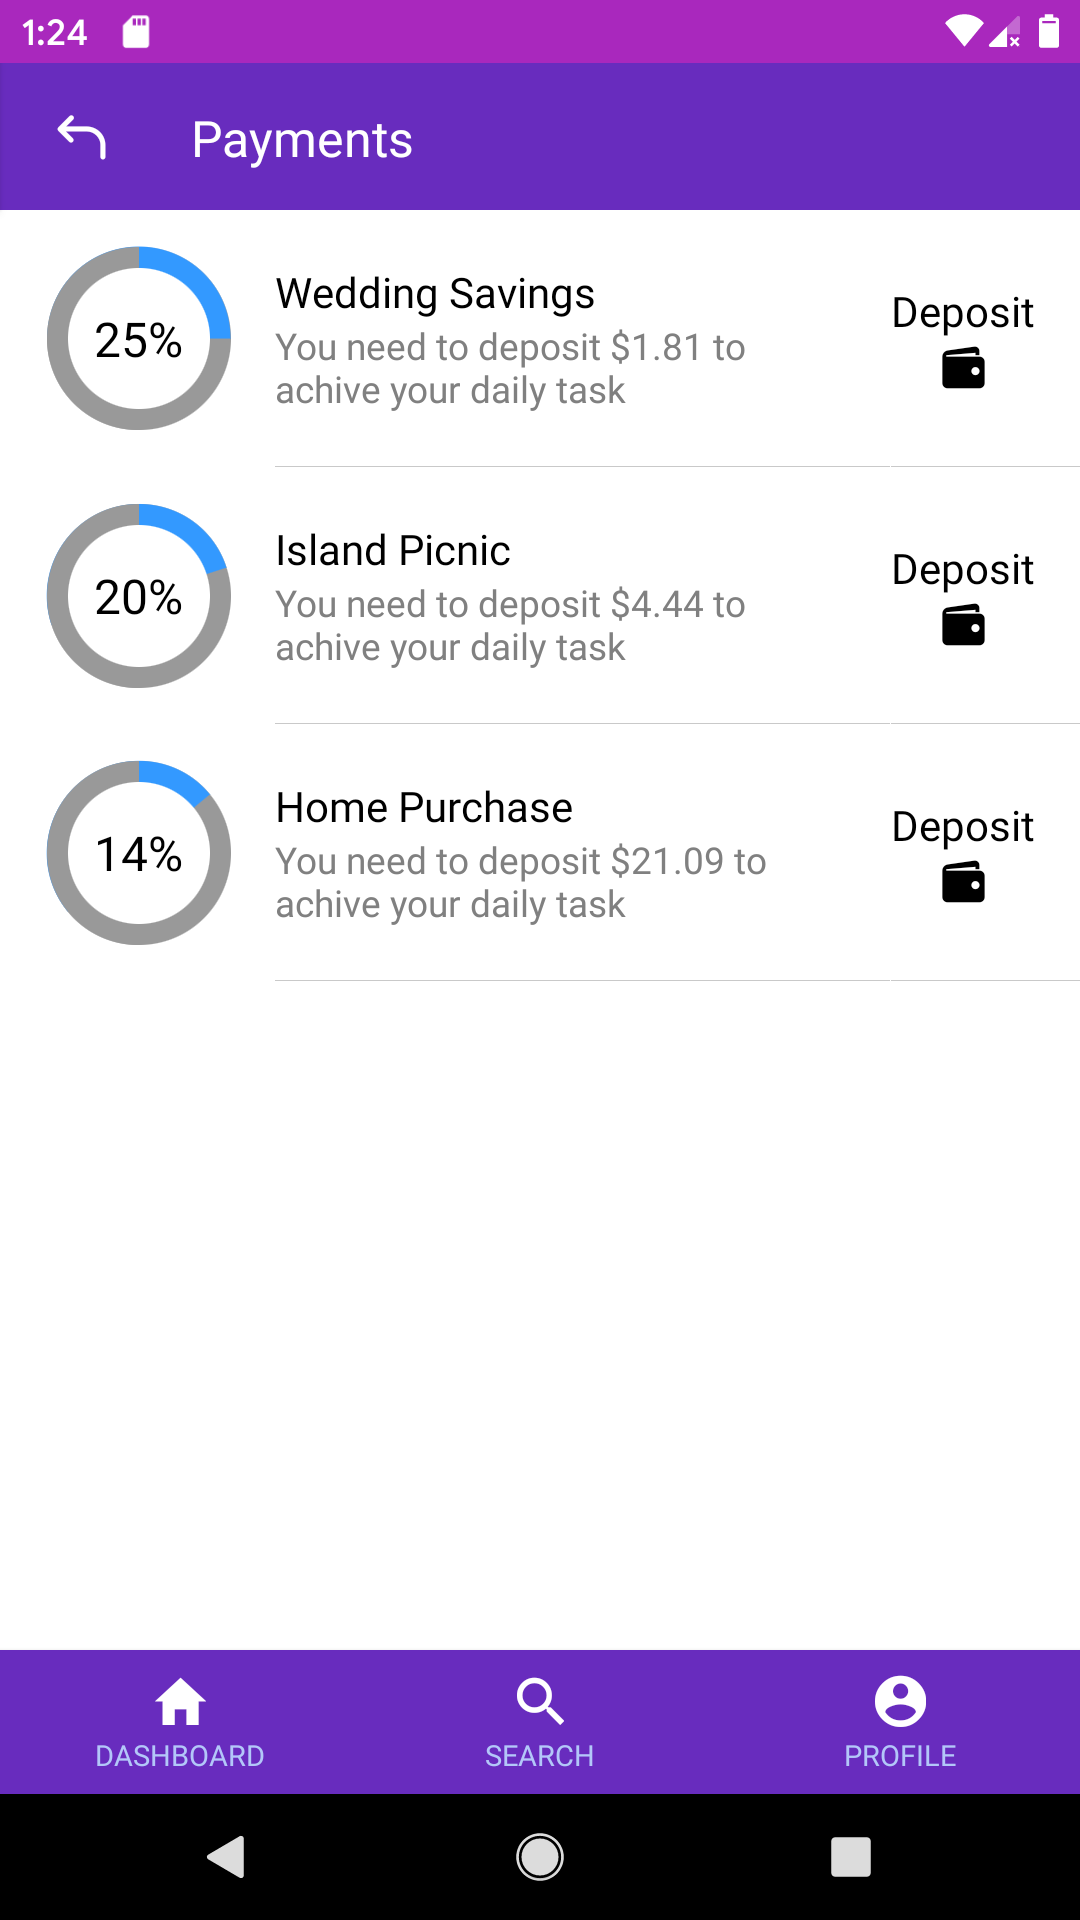 1:24
Payments
25%
Wedding Savings
You need to deposit $1.81 to
achive your daily task
Deposit
20%
Island Picnic
You need to deposit $4.44 to
achive your daily task
Deposit
14%
Home Purchase
You need to deposit $21.09 to
achive your daily task
Deposit
DASHBOARD
SEARCH
PROFILE